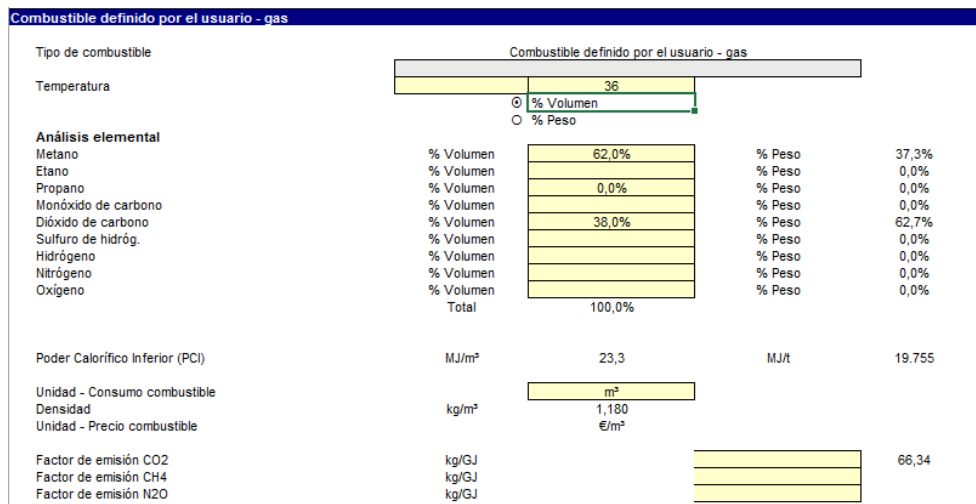 Combustible definido por el usuario - gas
Tipo de combustible Combustible definido por el usuario - gas
Temperatura 36
% Volumen
% Peso
Análisis elemental
Metano % Volumen 62,0% % Peso 37,3%
Etano % Volumen % Peso 0,0%
Propano % Volumen 0,0% % Peso 0,0%
Monóxido de carbono % Volumen % Peso 0,0%
Dióxido de carbono % Volumen 38,0% % Peso 62,7%
Sulfuro de hidróg. % Volumen % Peso 0,0%
Hidrógeno % Volumen % Peso 0,0%
Nitrógeno % Volumen % Peso 0,0%
Oxígeno % Volumen % Peso 0,0%
Total 100,0%
Poder Calorífico Inferior (PCI) MJ/m³ 23,3 MJ/t 19.755
Unidad - Consumo combustible m³
Densidad kg/m³ 1,180
Unidad - Precio combustible €/m³
Factor de emisión CO2 kg/GJ 66,34
Factor de emisión CH4 kg/GJ
Factor de emisión N2O kg/GJ